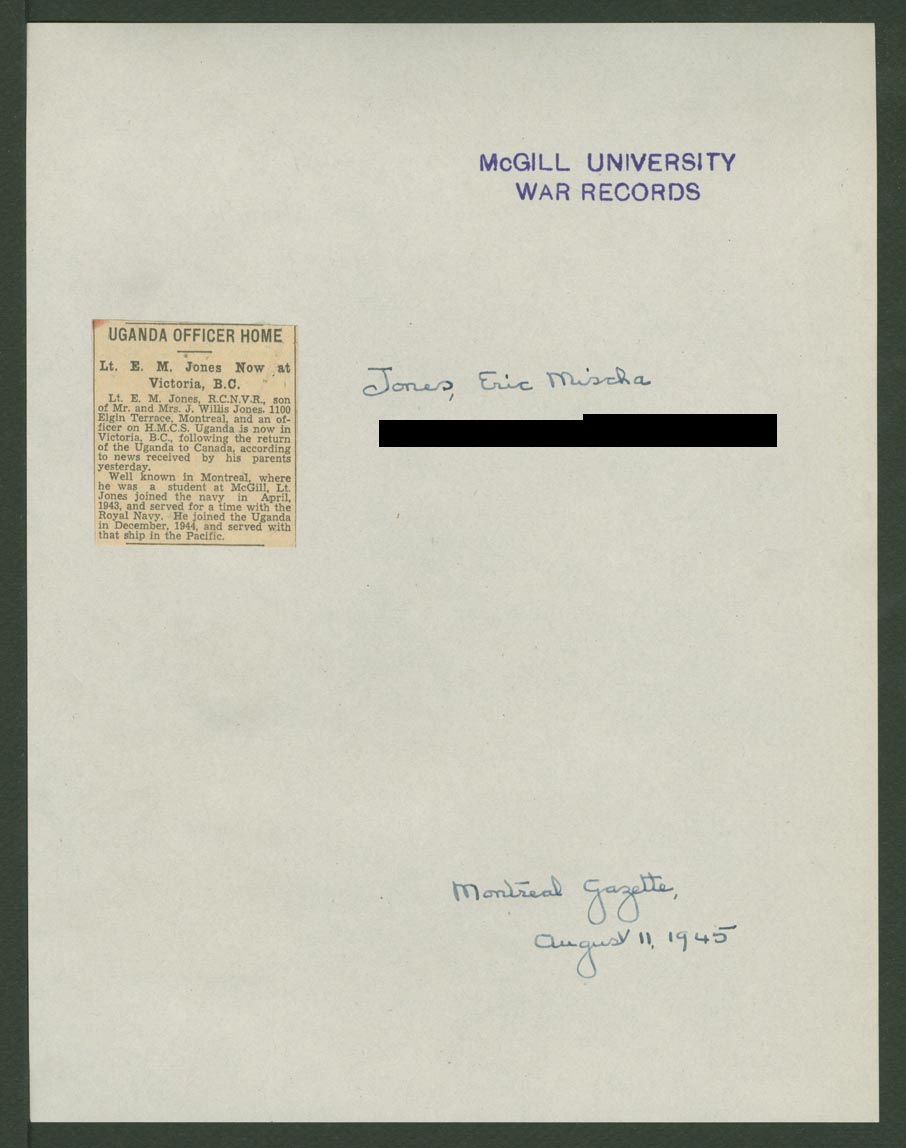 McGILL UNIVERSITY
WAR RECORDS
UGANDA OFFICER HOME
Lt. E. M. Jones Now at
Victoria, B.C.
Lt. E. M. Jones, R.C.N.V.R., son
of Mr. and Mrs. J. Willis Jones, 1100
Elgin Terrace, Montreal, and an of-
ficer on H.M.C.S. Uganda is now in
Victoria, B.C., following the return
of the Uganda to Canada, according
to news received by his parents
yesterday.
Well known in Montreal, where
he was a student at McGill, Lt.
Jones joined the navy in April,
1943, and served for a time with the
Royal Navy. He joined the Uganda
in December, 1944, and served with
that ship in the Pacific.
Jones, Eric Mischa
Montreal Gazette,
August 11, 1945